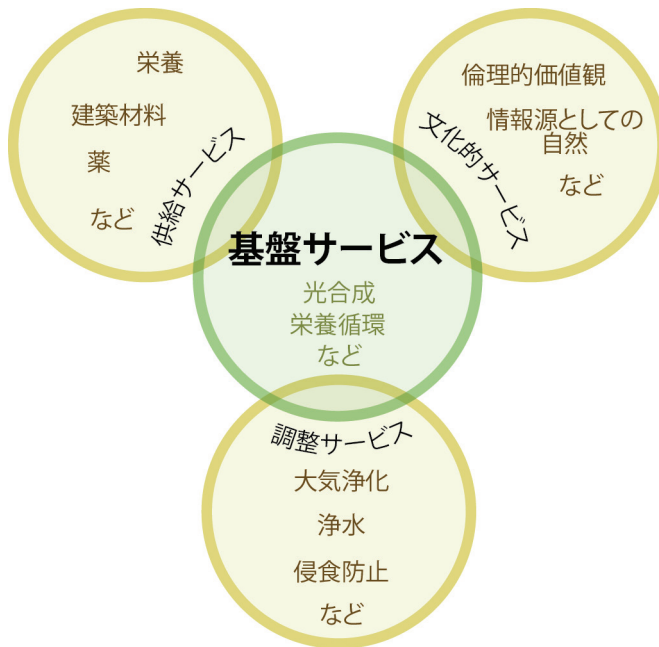 栄養
建築材料
薬
など
供給サービス
倫理的価値観
情報源としての
自然
など
文化的サービス
基盤サービス
光合成
栄養循環
など
調整サービス
大気浄化
浄水
侵食防止
など